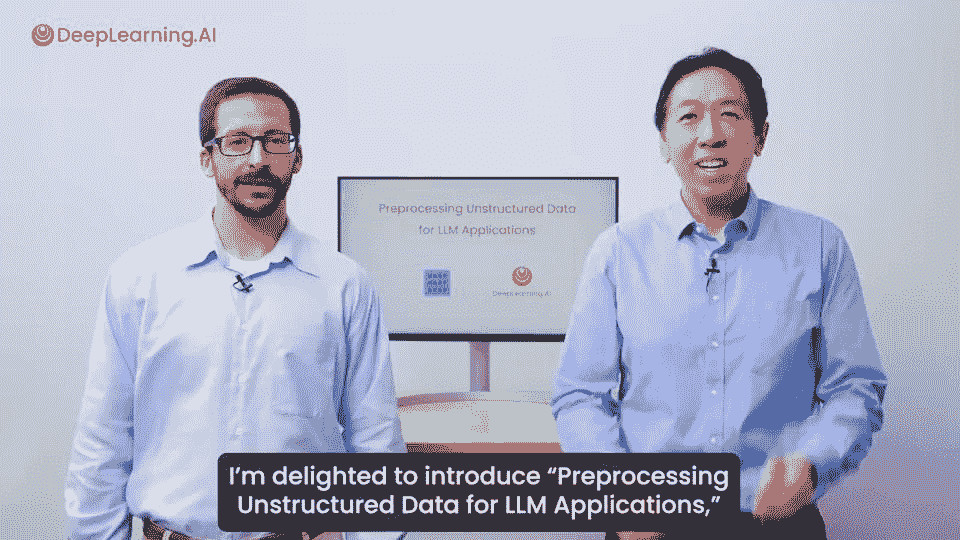 DeepLearning.AI
Preprocessing Unstructured Data
for LLM Applications
DeepLearning.AI
I'm delighted to introduce “Preprocessing
Unstructured Data for LLM Applications,”